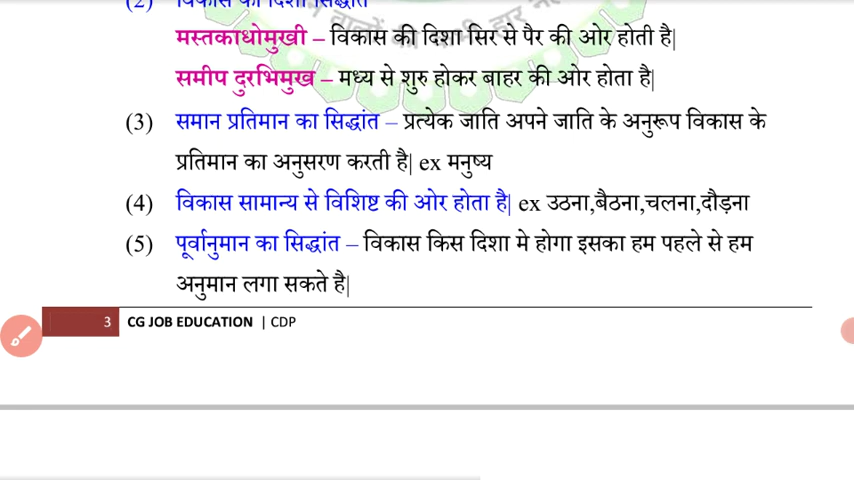 (2) विकास की दिशा सिद्धांत
मस्तकाधोमुखी – विकास की दिशा सिर से पैर की ओर होती है|
समीप दुरभिमुख – मध्य से शुरु होकर बाहर की ओर होता है|
(3) समान प्रतिमान का सिद्धांत – प्रत्येक जाति अपने जाति के अनुरूप विकास के
प्रतिमान का अनुसरण करती है| ex मनुष्य
(4) विकास सामान्य से विशिष्ट की ओर होता है| ex उठना,बैठना,चलना,दौड़ना
(5) पूर्वानुमान का सिद्धांत – विकास किस दिशा मे होगा इसका हम पहले से हम
अनुमान लगा सकते है|
3 CG JOB EDUCATION | CDP